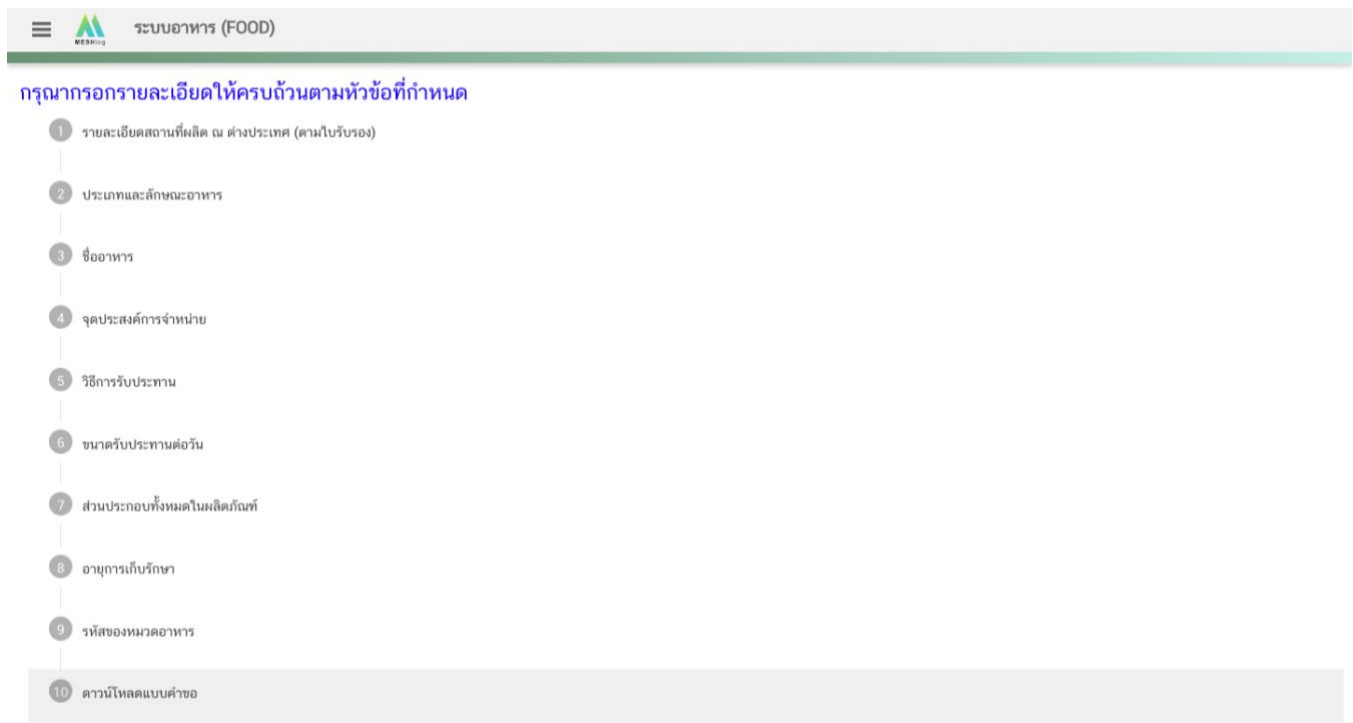 MESHlog
ระบบอาหาร (FOOD)
กรุณากรอกรายละเอียดให้ครบถ้วนตามหัวข้อที่กำหนด
1 รายละเอียดสถานที่ผลิต ณ ต่างประเทศ (ตามใบรับรอง)
2 ประเภทและลักษณะอาหาร
3 ชื่ออาหาร
4 จุดประสงค์การจำหน่าย
5 วิธีการรับประทาน
6 ขนาดรับประทานต่อวัน
7 ส่วนประกอบทั้งหมดในผลิตภัณฑ์
8 อายุการเก็บรักษา
9 รหัสของหมวดอาหาร
10 ดาวน์โหลดแบบคำขอ